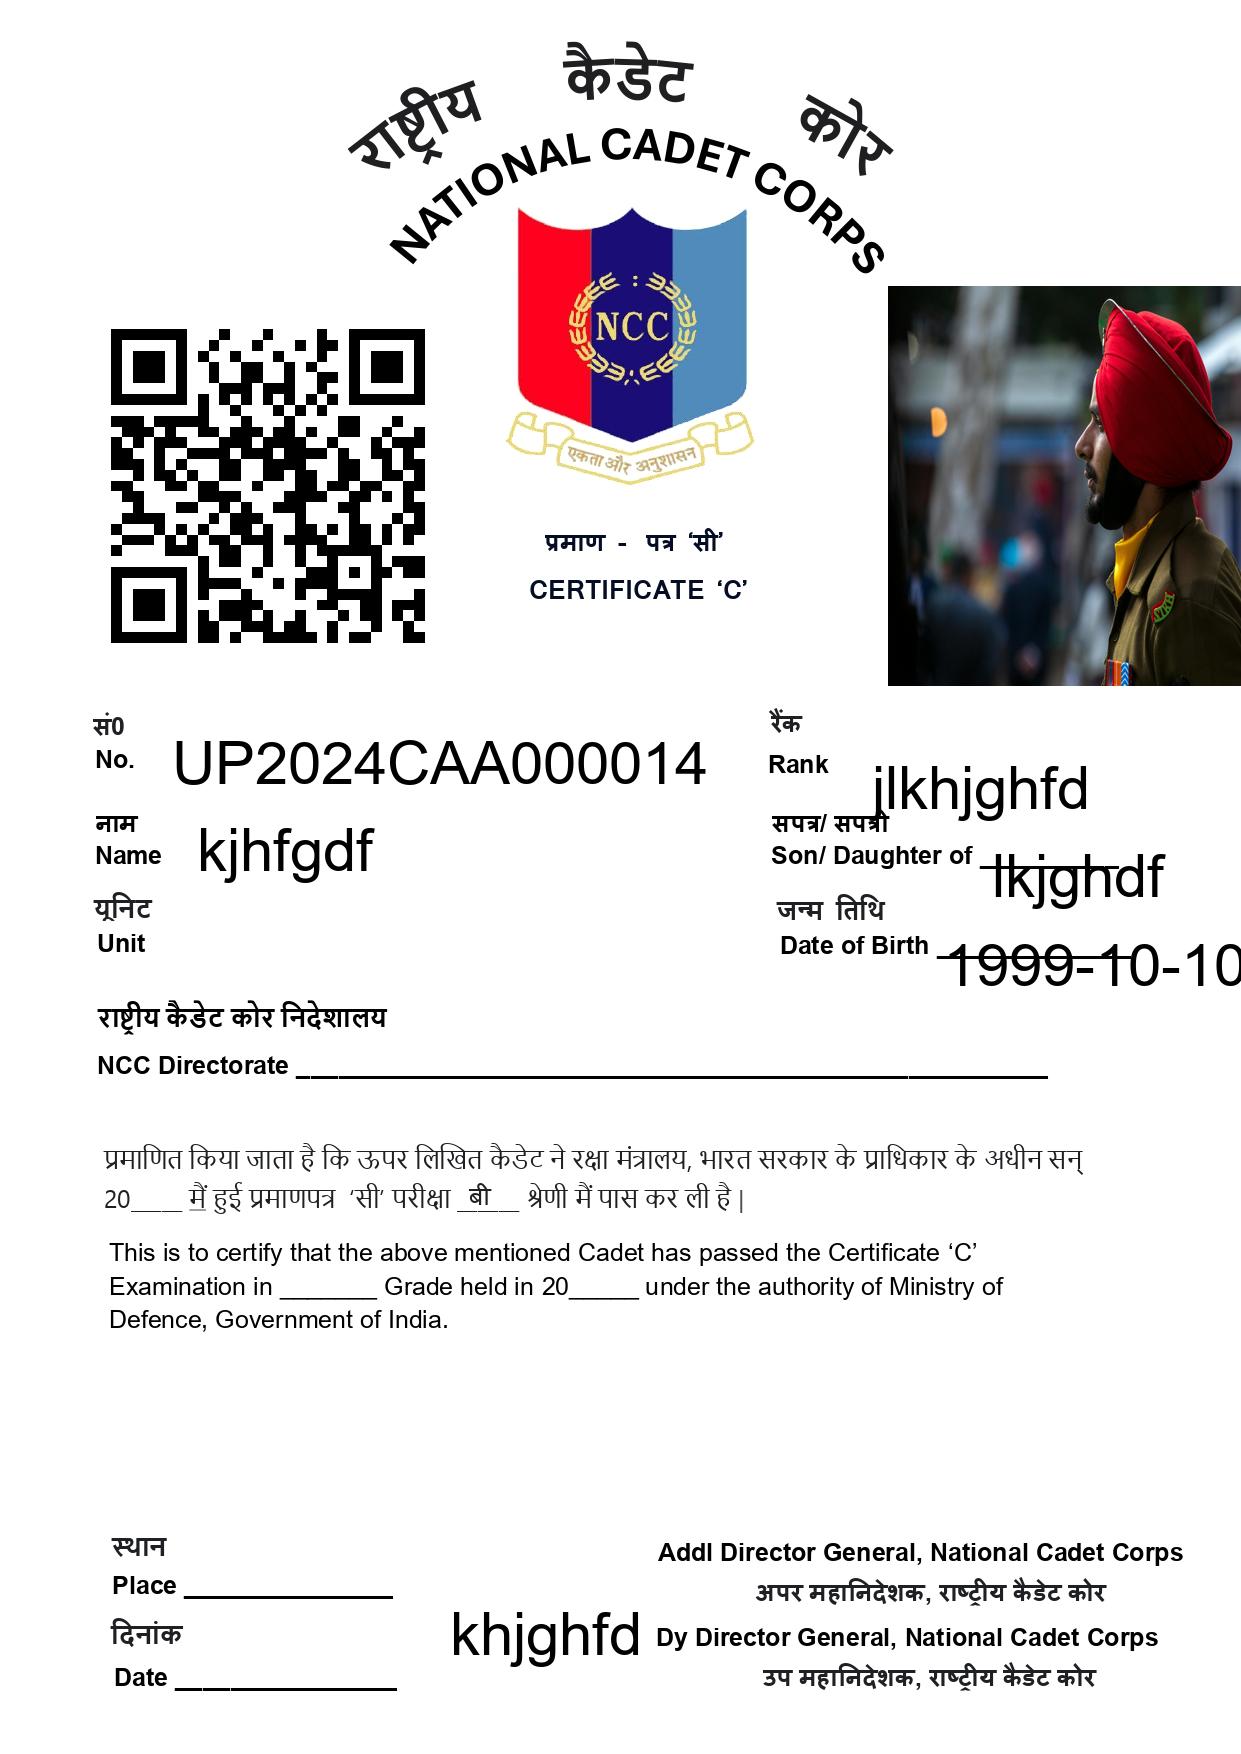 राष्ट्रीय कैडेट कोर
NATIONAL CADET CORPS
NCC
एकता और अनुशासन
प्रमाण - पत्र ‘सी’
CERTIFICATE ‘C’
SIKH
सं0
No. UP2024CAA000014
रैंक
Rank jlkhjghfd
नाम
Name kjhfgdf
सपत्र/ सपत्री
Son/ Daughter of lkjghdf
यूनिट
Unit
जन्म तिथि
Date of Birth 1999-10-10
राष्ट्रीय कैडेट कोर निदेशालय
NCC Directorate
प्रमाणित किया जाता है कि ऊपर लिखित कैडेट ने रक्षा मंत्रालय, भारत सरकार के प्राधिकार के अधीन सन्
20____ मैं हुई प्रमाणपत्र ‘सी’ परीक्षा __बी__ श्रेणी मैं पास कर ली है |
This is to certify that the above mentioned Cadet has passed the Certificate ‘C’
Examination in _______ Grade held in 20_____ under the authority of Ministry of
Defence, Government of India.
स्थान
Place
दिनांक
Date
khjghfd
Addl Director General, National Cadet Corps
अपर महानिदेशक, राष्ट्रीय कैडेट कोर
Dy Director General, National Cadet Corps
उप महानिदेशक, राष्ट्रीय कैडेट कोर